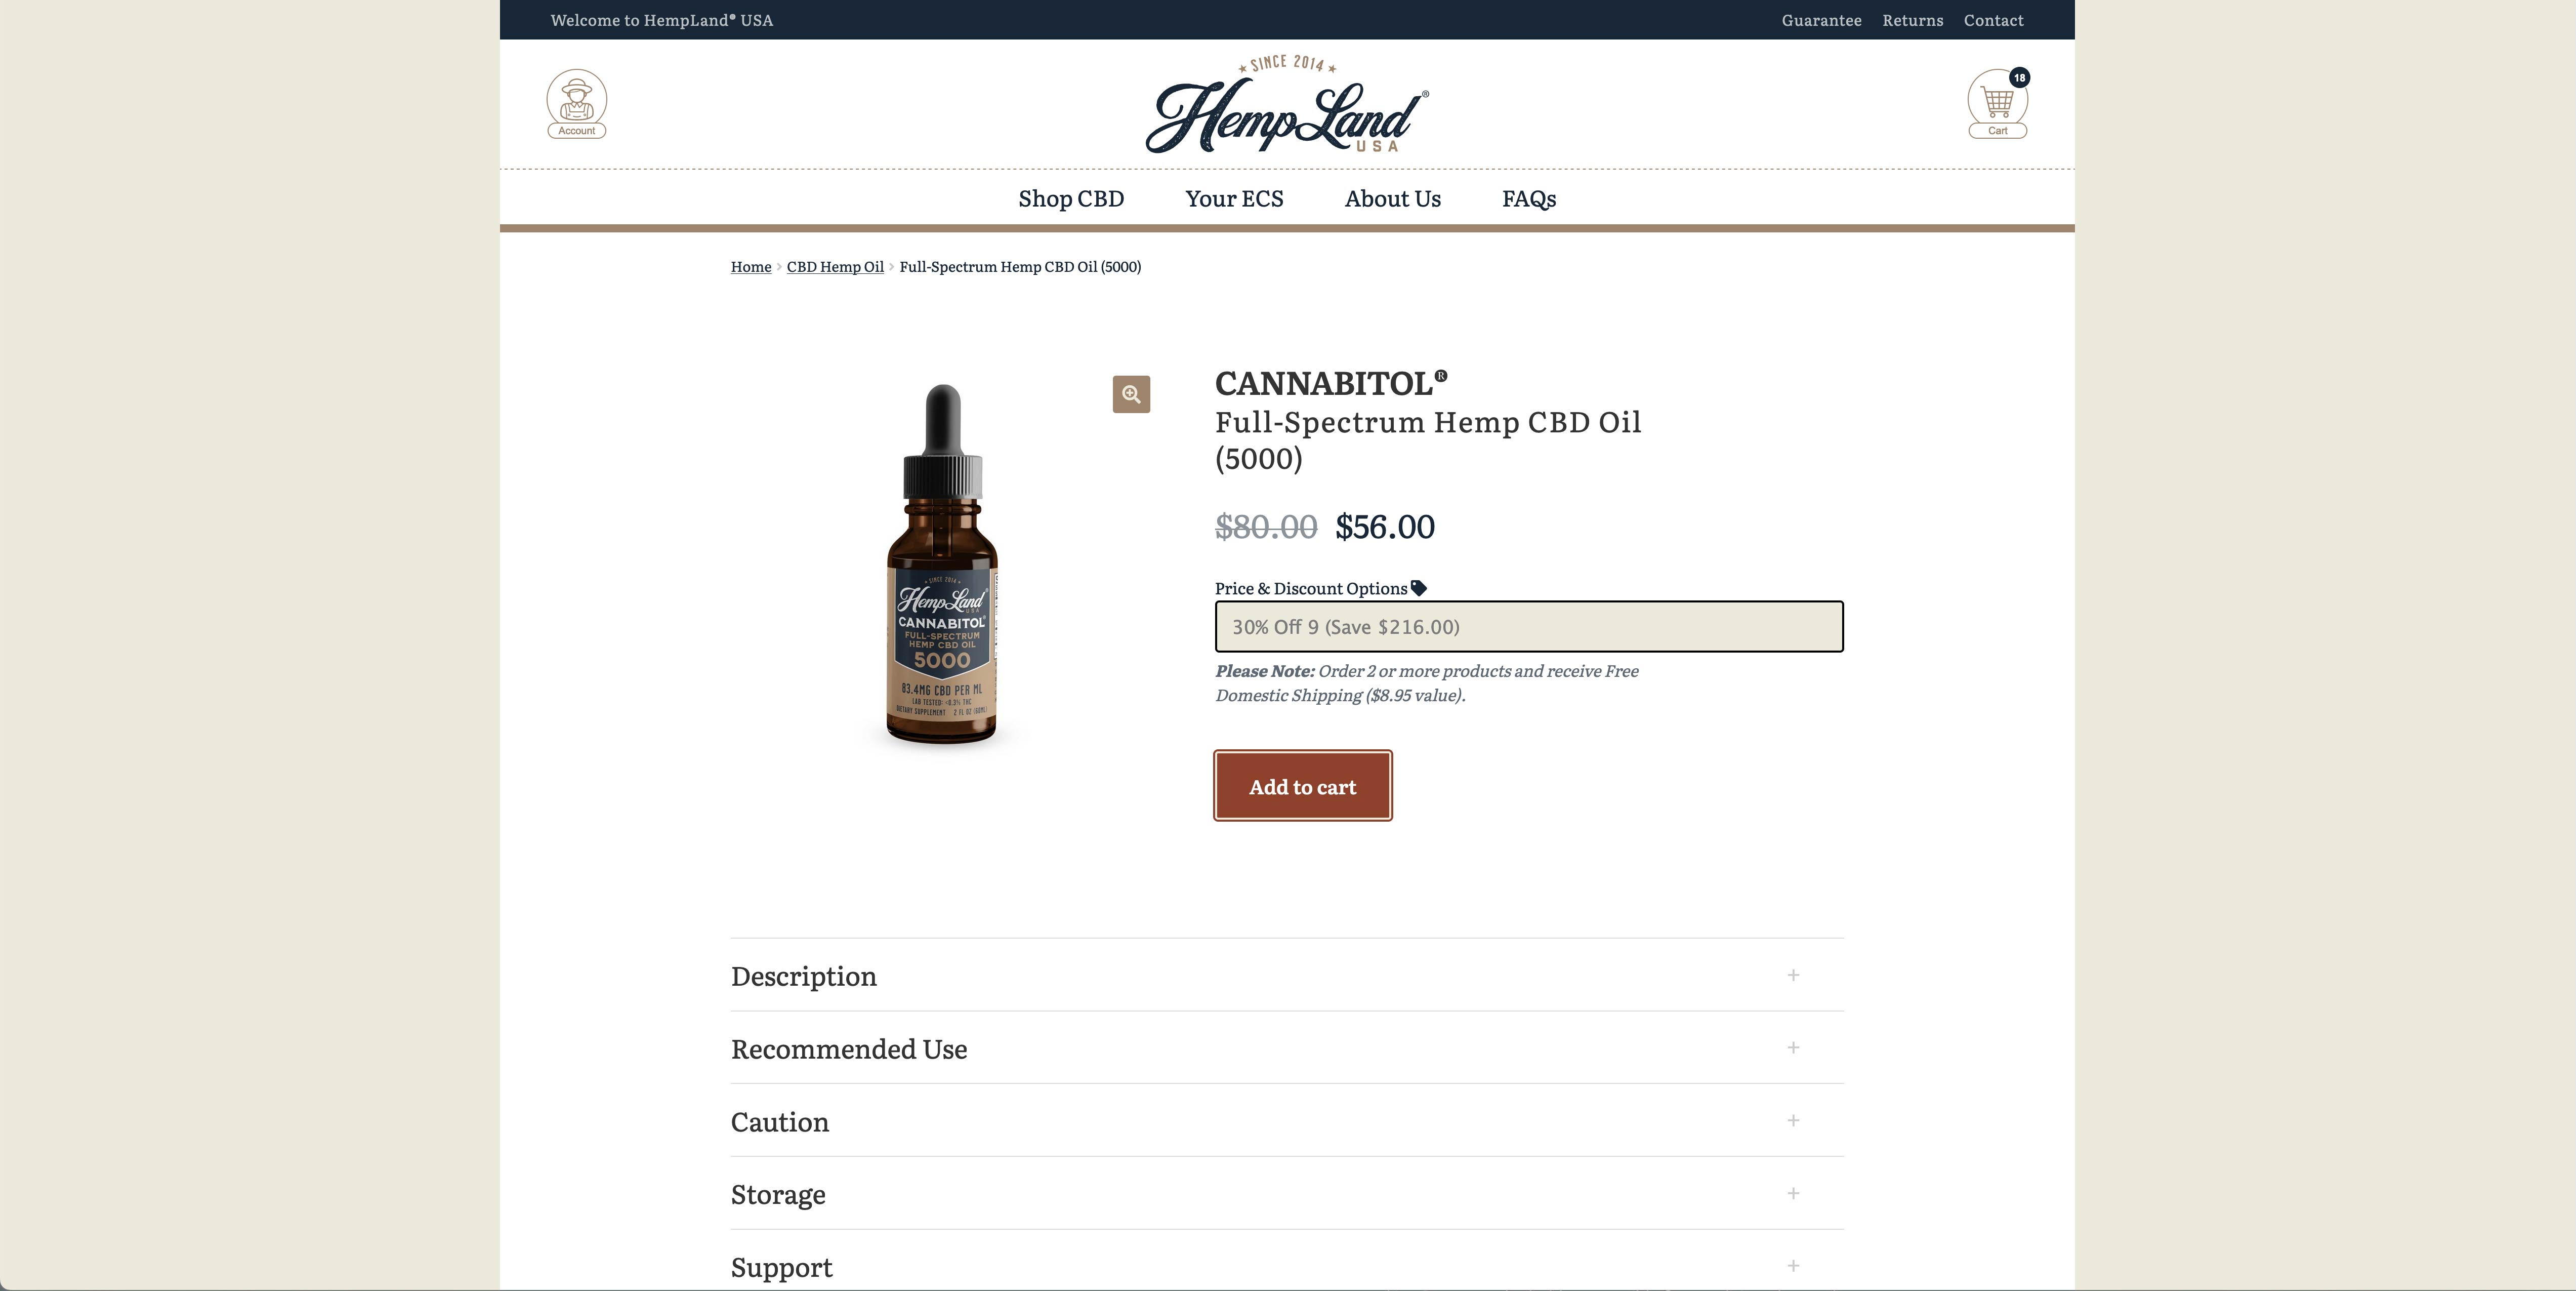 Welcome to HempLand® USA
Guarantee Returns Contact
Account
SINCE 2014
HempLand®
USA
18
Cart
Shop CBD Your ECS About Us FAQs
Home › CBD Hemp Oil › Full-Spectrum Hemp CBD Oil (5000)
CANNABITOL®
Full-Spectrum Hemp CBD Oil
(5000)
$80.00 $56.00
Price & Discount Options
30% Off 9 (Save $216.00)
Please Note: Order 2 or more products and receive Free
Domestic Shipping ($8.95 value).
Add to cart
SINCE 2014
HempLand®
USA
CANNABITOL®
FULL-SPECTRUM
HEMP CBD OIL
5000
83.4MG CBD PER ML
LAB TESTED: <0.3% THC
DIETARY SUPPLEMENT 2 FL OZ (60ML)
Description
Recommended Use
Caution
Storage
Support